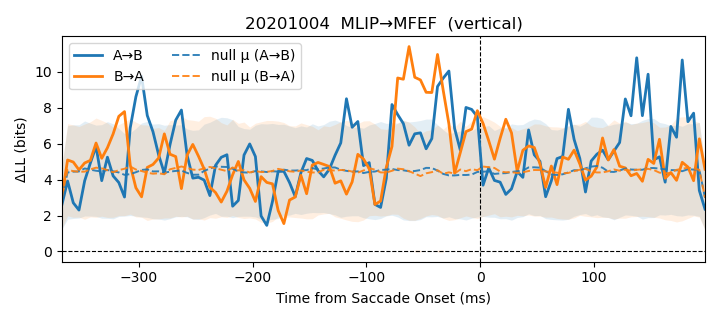 20201004  MLIP→MFEF  (vertical)
A→B
B→A
null μ (A→B)
null μ (B→A)
ΔLL (bits)
10
8
6
4
2
0
−300
−200
−100
0
100
Time from Saccade Onset (ms)